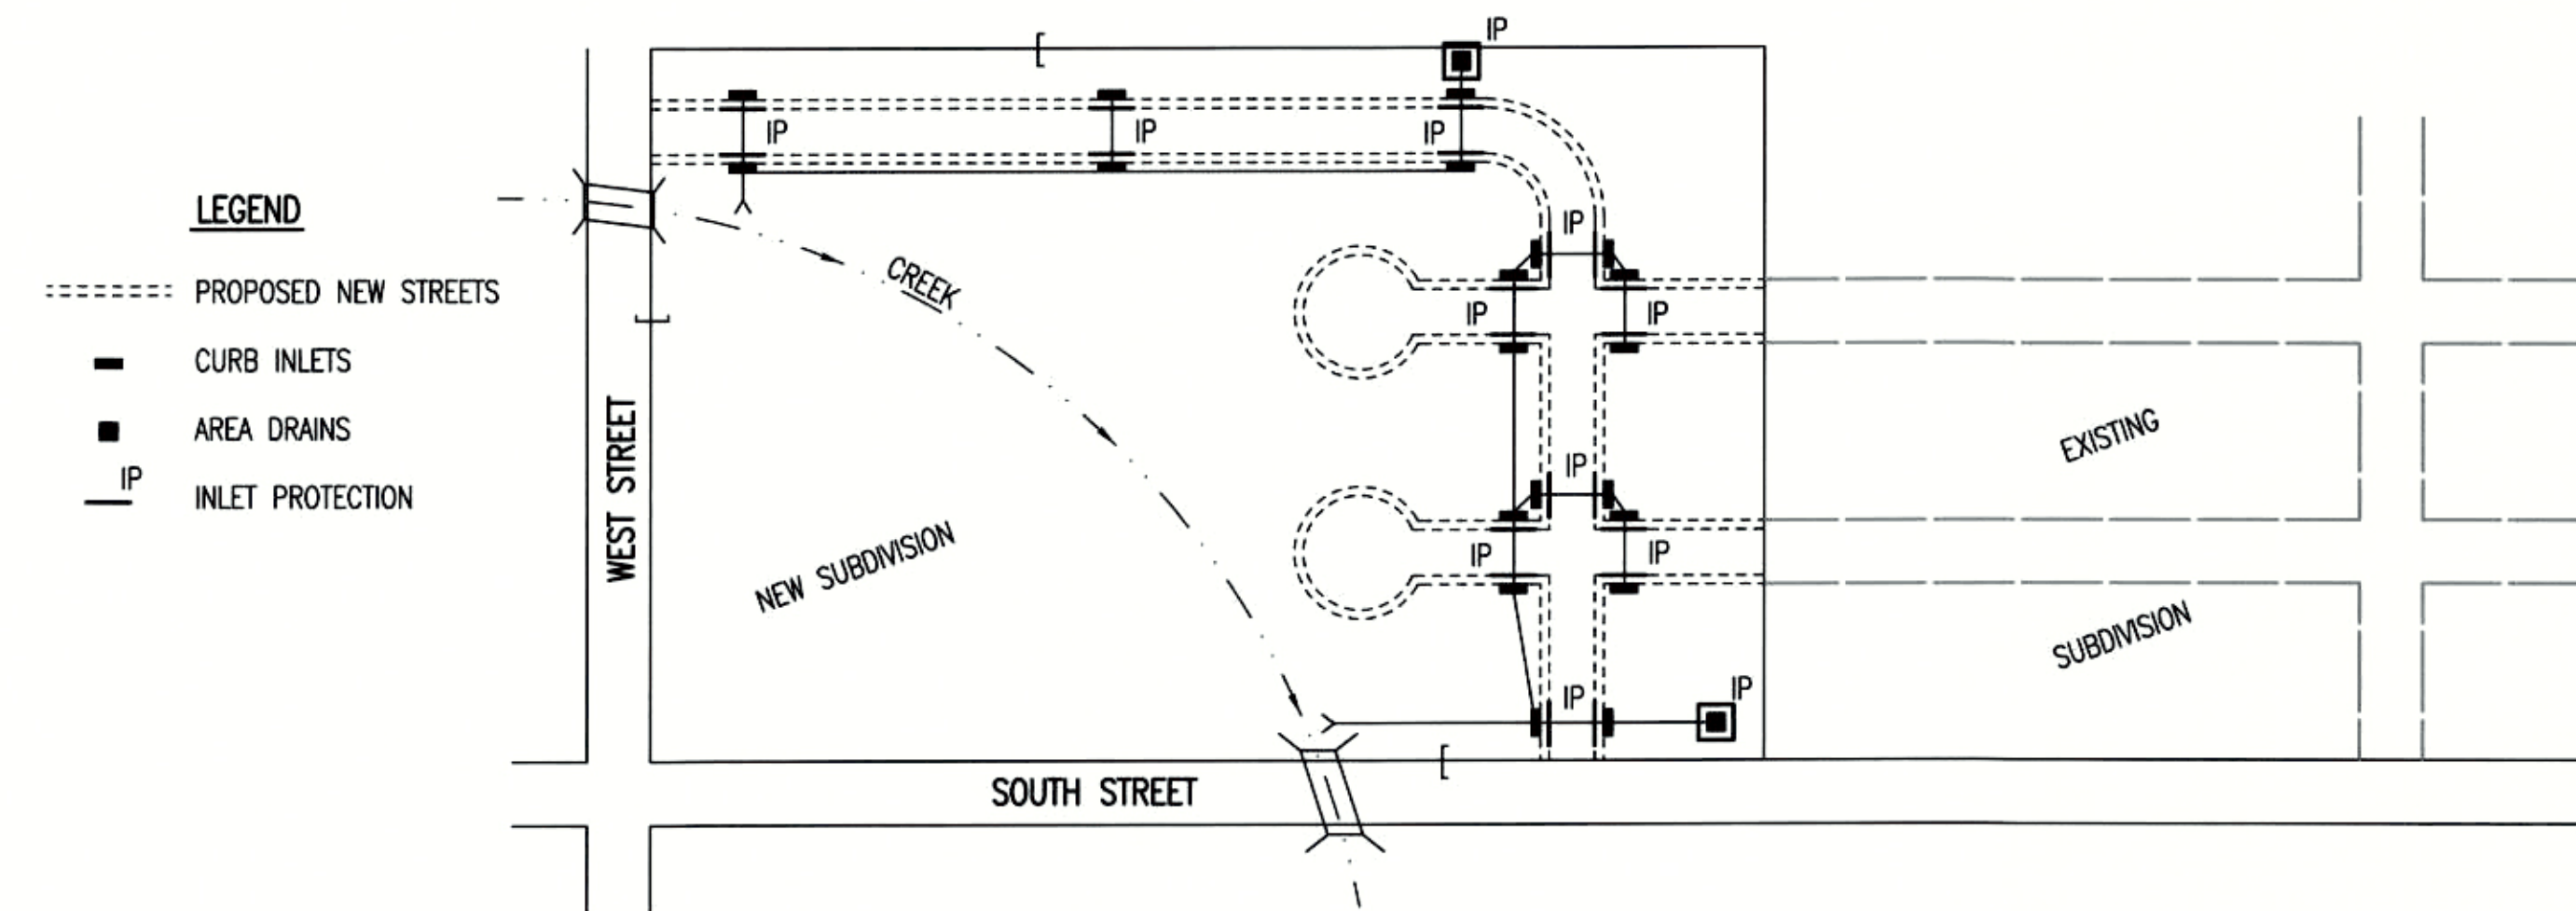 IP
IP
IP
IP
LEGEND
PROPOSED NEW STREETS
CURB INLETS
AREA DRAINS
IP
INLET PROTECTION
WEST STREET
CREEK
NEW SUBDIVISION
IP
IP
IP
IP
IP
IP
IP
IP
SOUTH STREET
EXISTING
SUBDIVISION